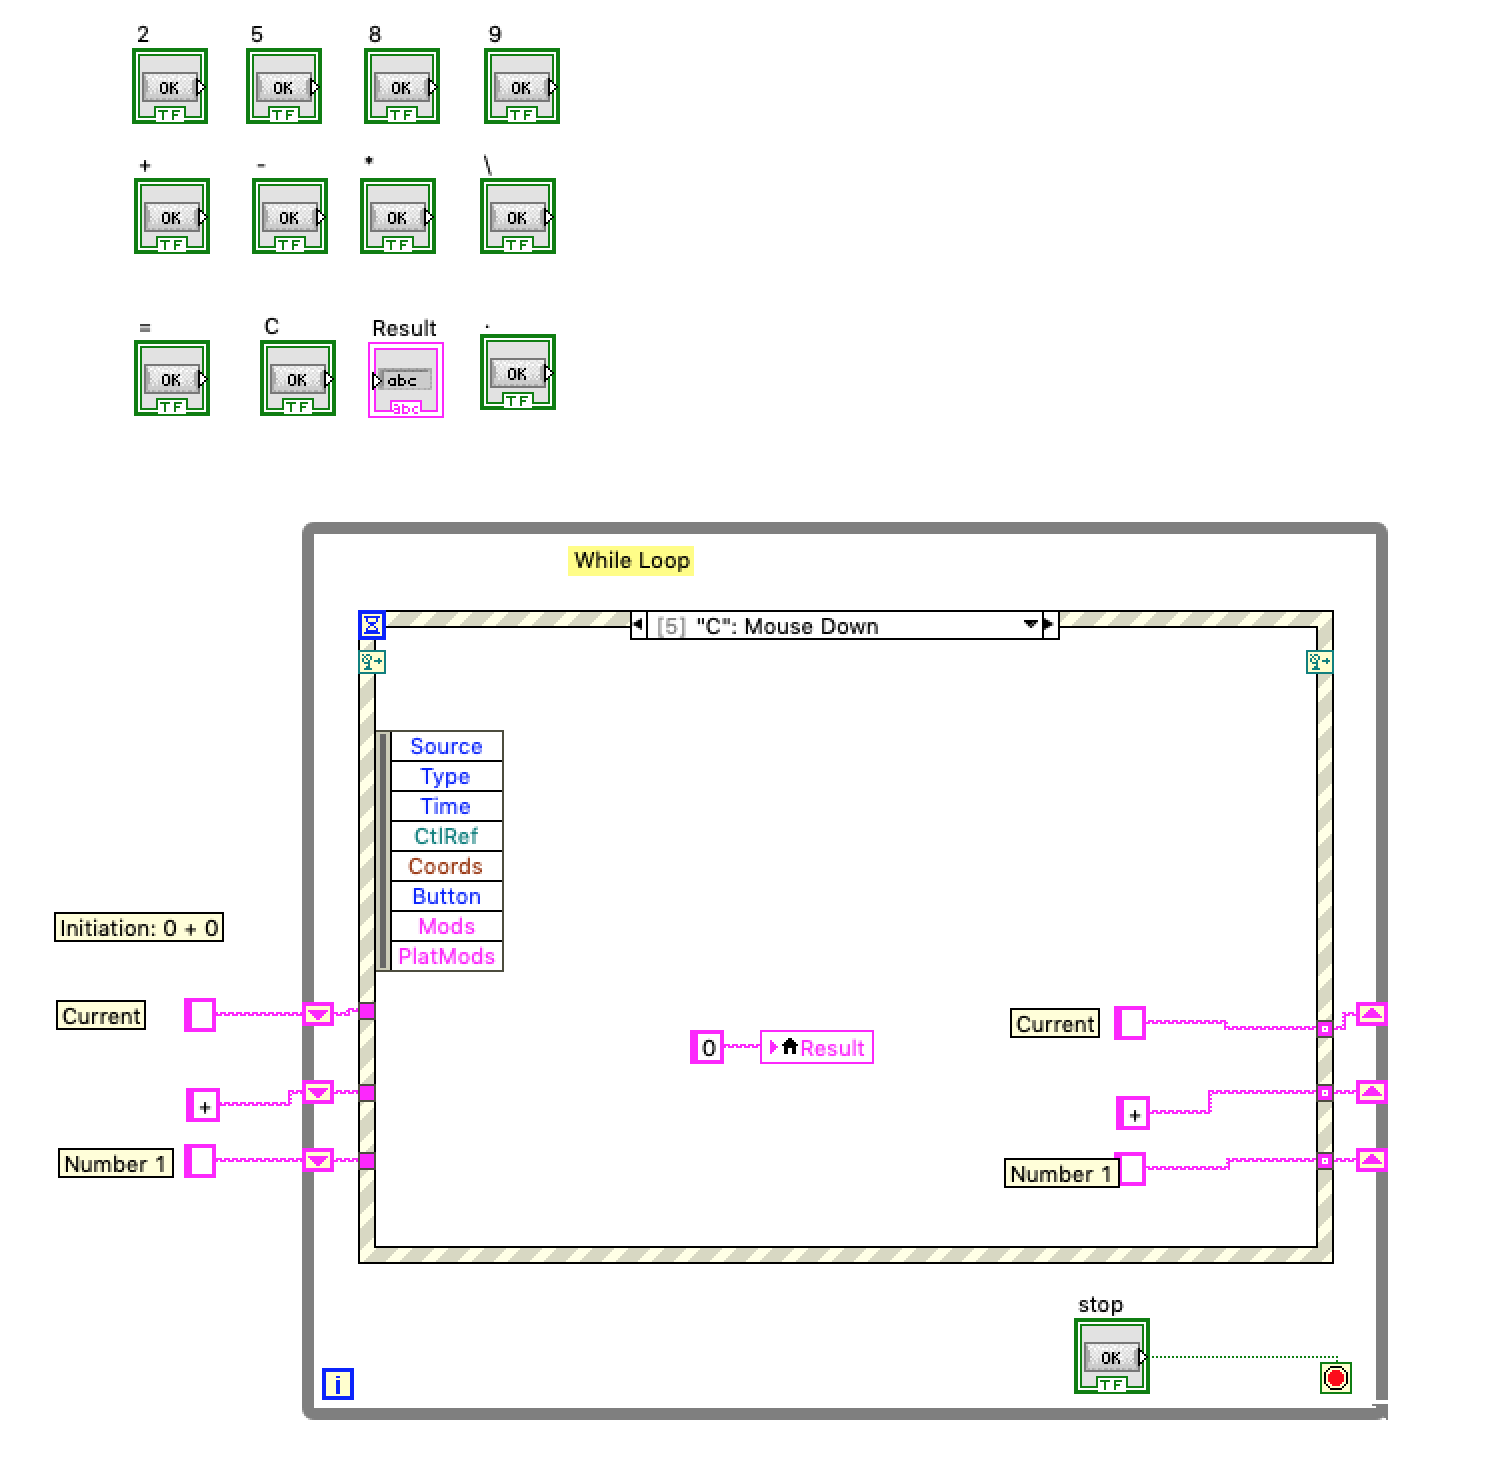 2 5 8 9
OK OK OK OK
TF TF TF TF
+ - * \
OK OK OK OK
TF TF TF TF
= C Result .
OK OK abc OK
TF TF abc TF
While Loop
[5] "C": Mouse Down
Source
Type
Time
CtlRef
Coords
Button
Mods
PlatMods
Initiation: 0 + 0
Current
+
Number 1
0 Result
Current
+
Number 1
stop
OK
TF
i